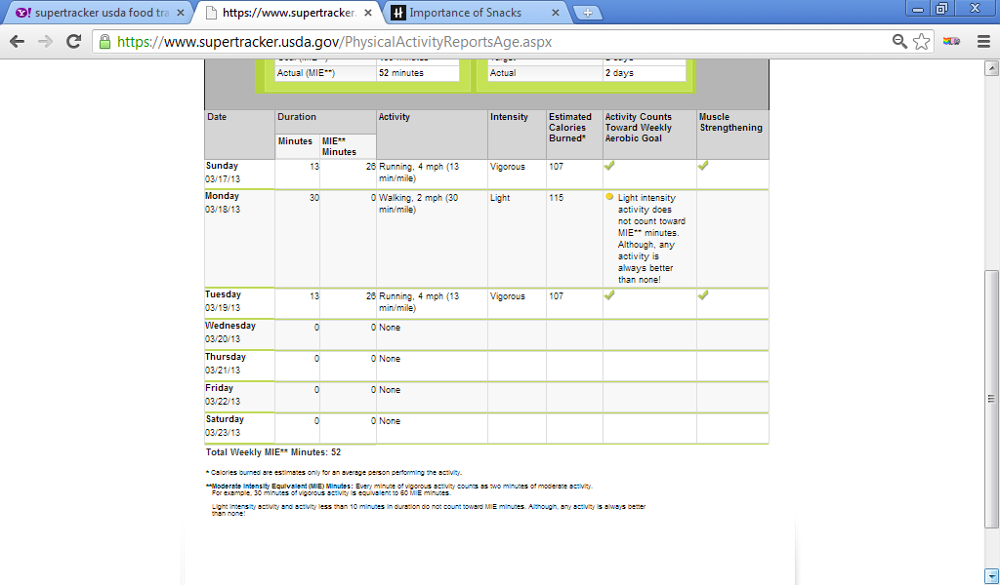 supertracker usda food tra
https://www.supertracker.
Importance of Snacks
https://www.supertracker.usda.gov/PhysicalActivityReportsAge.aspx
Actual (MIE**) 52 minutes Actual 2 days
Date Duration Activity Intensity Estimated Calories Burned* Activity Counts Toward Weekly Aerobic Goal Muscle Strengthening
Minutes MIE** Minutes
Sunday 13 26 Running, 4 mph (13 Vigorous 107
03/17/13 min/mile)
Monday 30 0 Walking, 2 mph (30 Light 115 Light intensity
03/18/13 min/mile) activity does
not count toward
MIE** minutes.
Although, any
activity is
always better
than none!
Tuesday 13 26 Running, 4 mph (13 Vigorous 107
03/19/13 min/mile)
Wednesday 0 0 None
03/20/13
Thursday 0 0 None
03/21/13
Friday 0 0 None
03/22/13
Saturday 0 0 None
03/23/13
Total Weekly MIE** Minutes: 52
* Calories burned are estimates only for an average person performing the activity.
**Moderate Intensity Equivalent (MIE) Minutes: Every minute of vigorous activity counts as two minutes of moderate activity.
For example, 30 minutes of vigorous activity is equivalent to 60 MIE minutes.
Light intensity activity and activity less than 10 minutes in duration do not count toward MIE minutes. Although, any activity is always better
than none!